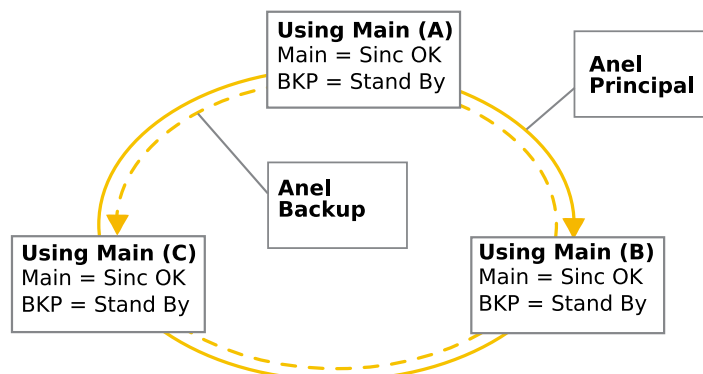 Using Main (A)
Main = Sinc OK
BKP = Stand By
Anel
Principal
Anel
Backup
Using Main (C)
Main = Sinc OK
BKP = Stand By
Using Main (B)
Main = Sinc OK
BKP = Stand By